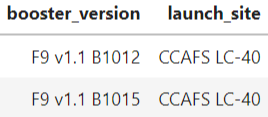 booster_version launch_site
F9 v1.1 B1012 CCAFS LC-40
F9 v1.1 B1015 CCAFS LC-40